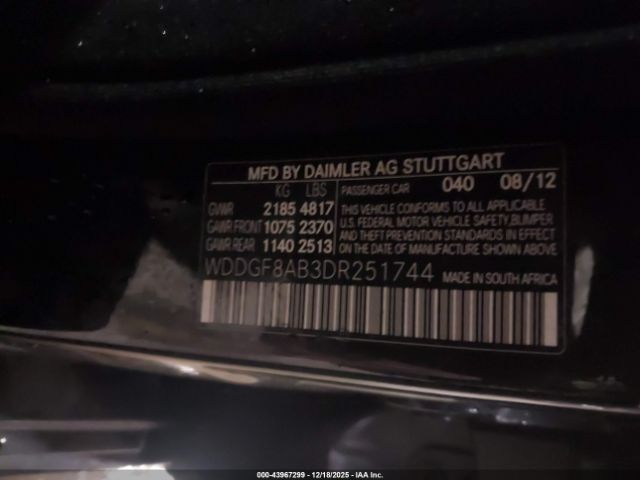 MFD BY DAIMLER AG STUTTGART
KG LBS PASSENGER CAR 040 08/12
GVWR 2185 4817
GAWR FRONT 1075 2370
GAWR REAR 1140 2513
THIS VEHICLE CONFORMS TO ALL APPLICABLE
U.S. FEDERAL MOTOR VEHICLE SAFETY, BUMPER
AND THEFT PREVENTION STANDARDS IN EFFECT
ON THE DATE OF MANUFACTURE SHOWN ABOVE.
WDDGF8AB3DR251744 MADE IN SOUTH AFRICA
000-43967299 - 12/18/2025 - IAA Inc.